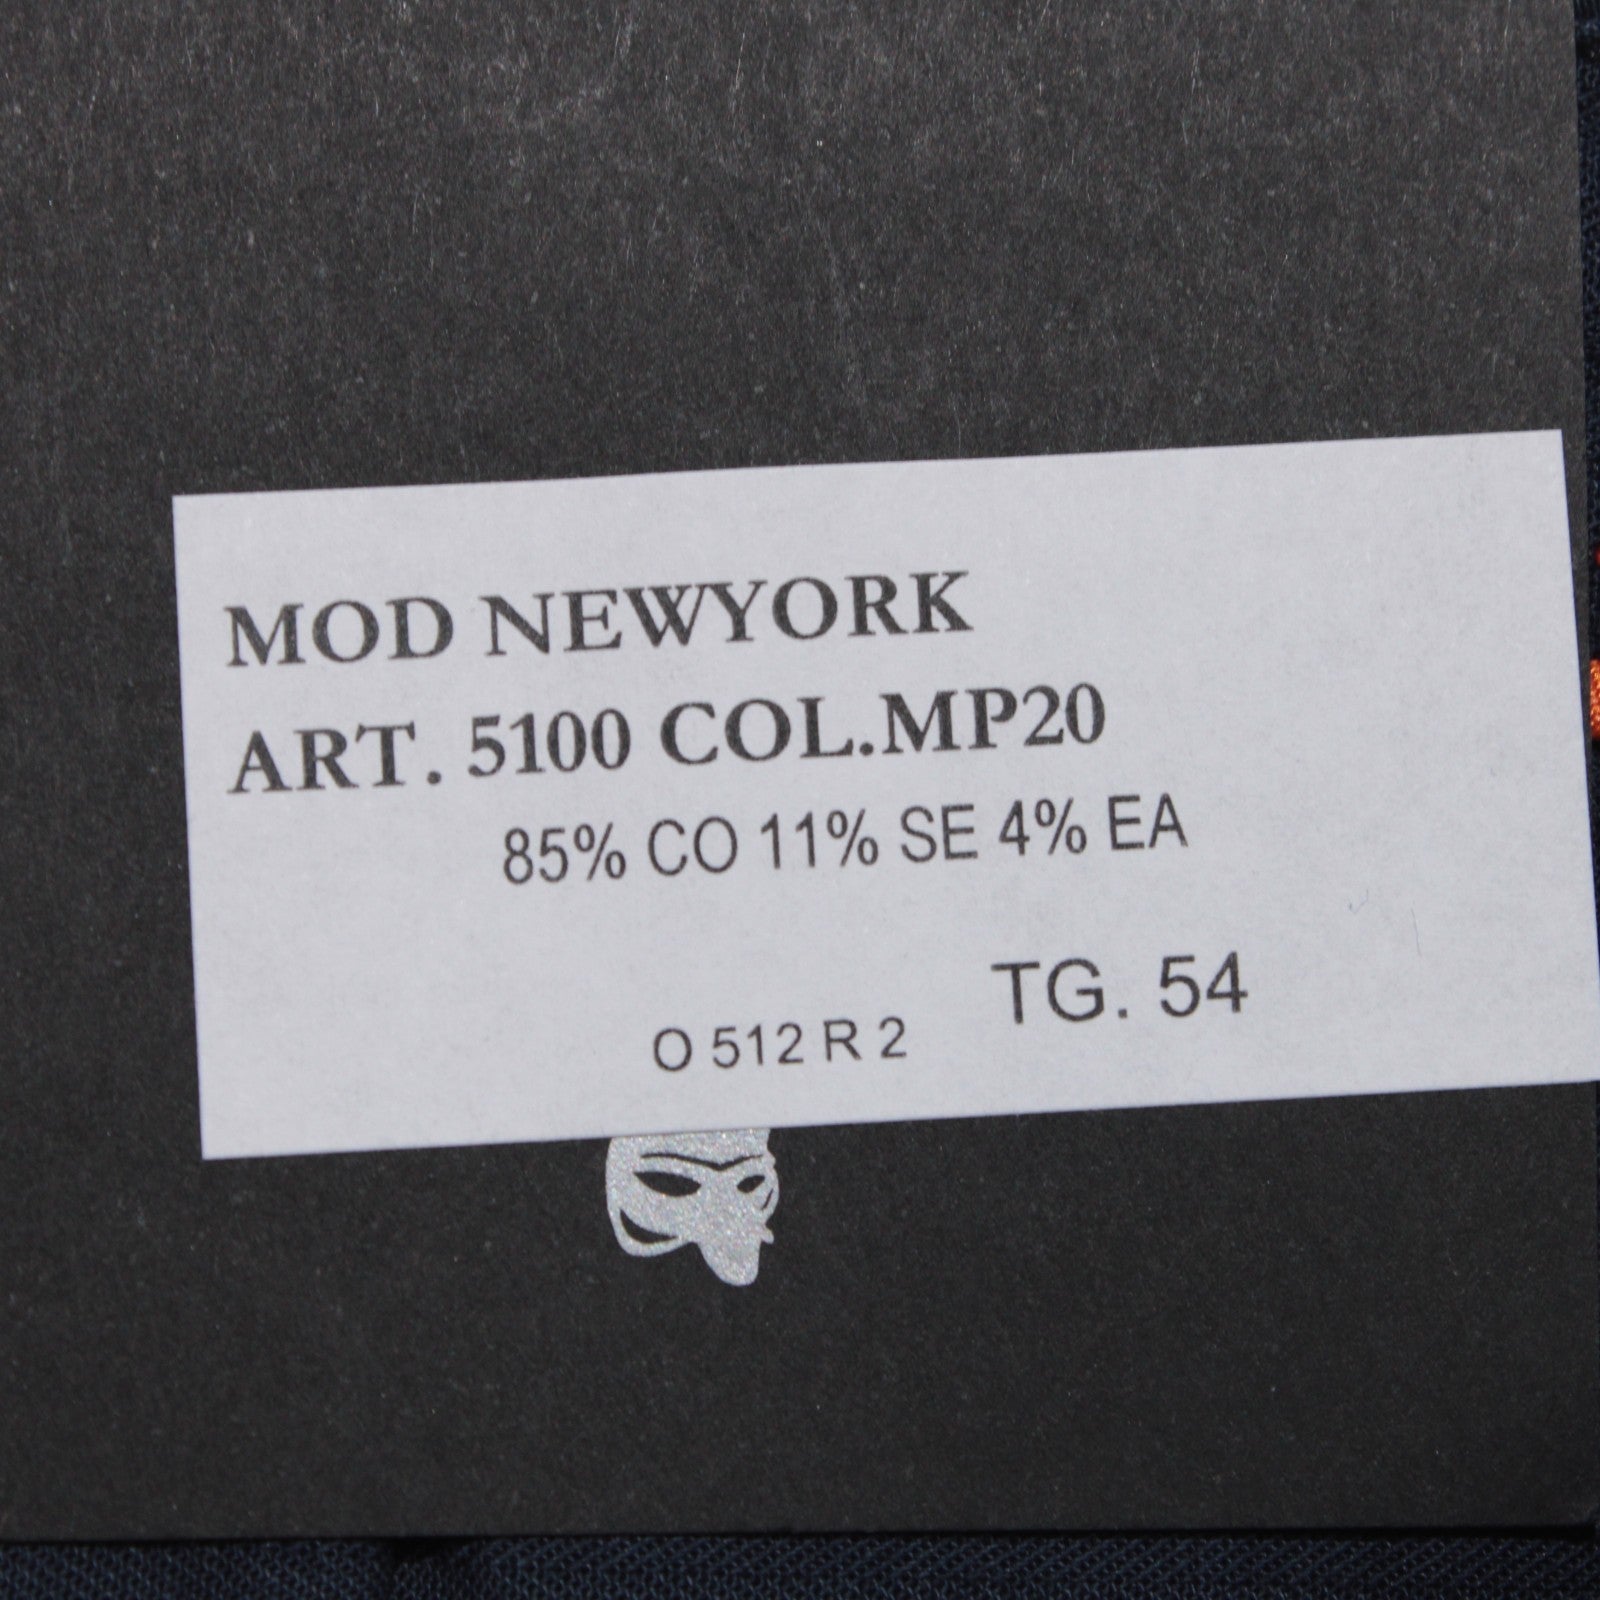 MOD NEWYORK
ART. 5100 COL.MP20
85% CO 11% SE 4% EA
TG. 54
O 512 R 2